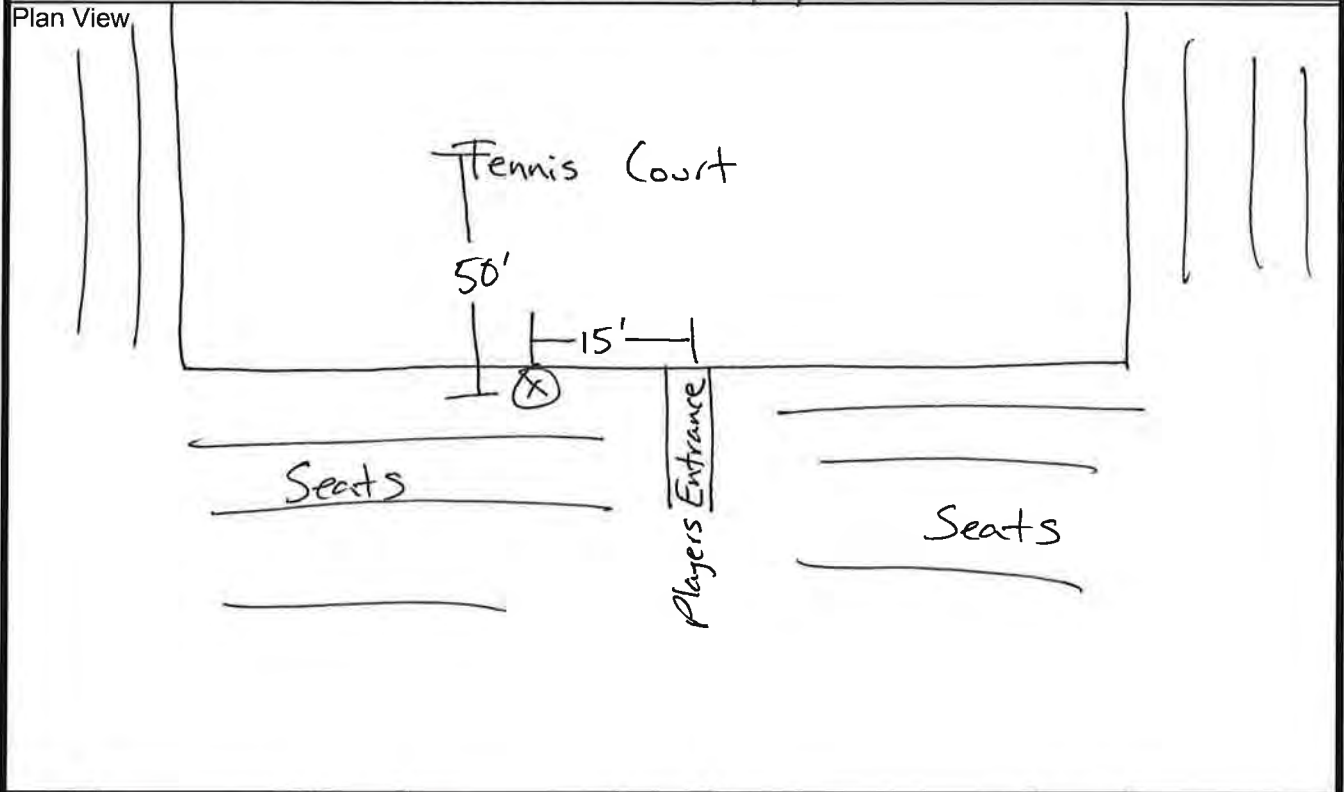 Plan View
Tennis Court
50'
15'
X
Players Entrance
Seats
Seats